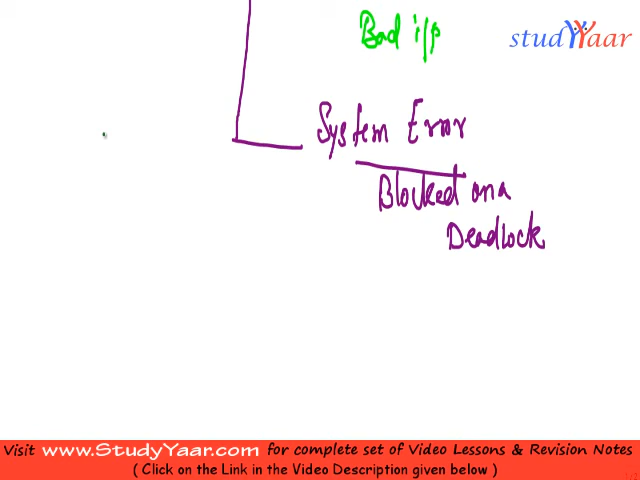 Bad i/p
studYYaar
System Error
Blocked on a
Deadlock
Visit www.StudyYaar.com for complete set of Video Lessons & Revision Notes
( Click on the Link in the Video Description given below )